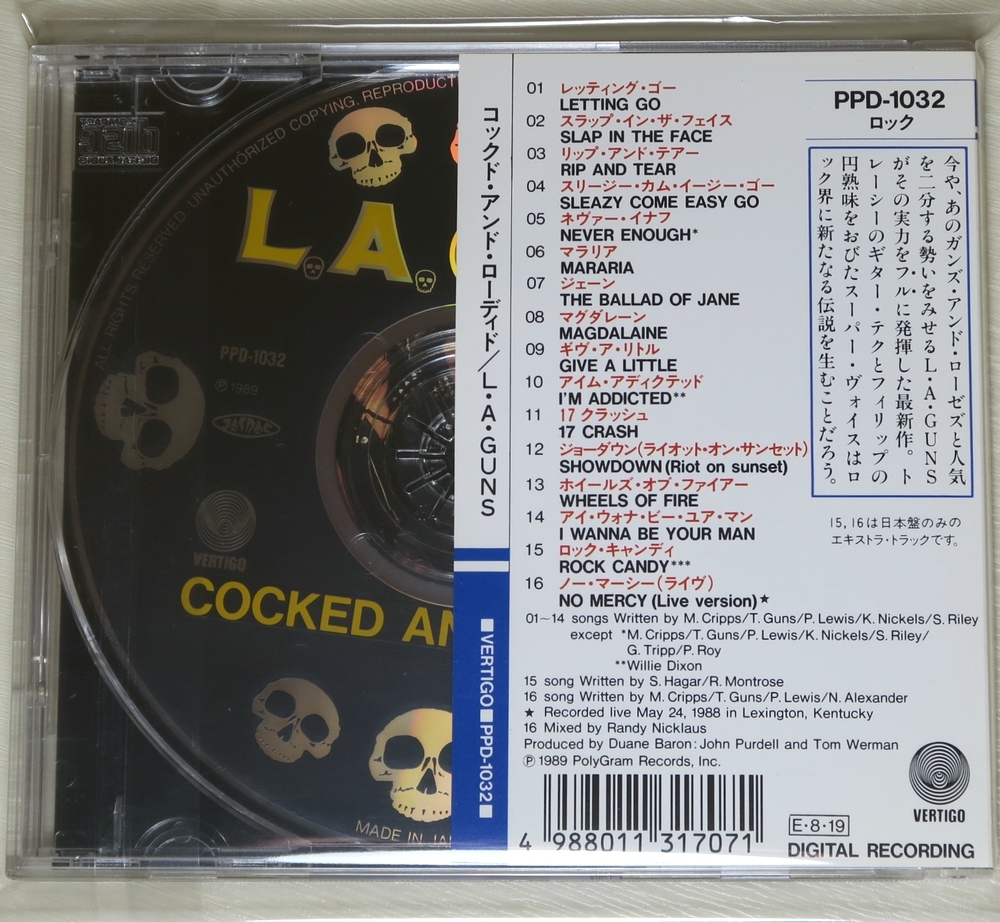 COMPACT
disc
DIGITAL AUDIO
ALL RIGHTS RESERVED UNAUTHORIZED COPYING. REPRODUCT
L.A.
PPD-1032
Ⓟ 1989
JASRAC
VERTIGO
COCKED AN
MADE IN JA
コックド・アンド・ローディド／L・A・GUNS
■VERTIGO■PPD-1032■
01 レッティング・ゴー
LETTING GO
02 スラップ・イン・ザ・フェイス
SLAP IN THE FACE
03 リップ・アンド・テアー
RIP AND TEAR
04 スリージー・カム・イージー・ゴー
SLEAZY COME EASY GO
05 ネヴァー・イナフ
NEVER ENOUGH*
06 マラリア
MARARIA
07 ジェーン
THE BALLAD OF JANE
08 マグダレーン
MAGDALAINE
09 ギヴ・ア・リトル
GIVE A LITTLE
10 アイム・アディクテッド
I'M ADDICTED**
11 17 クラッシュ
17 CRASH
12 ジョーダウン(ライオット・オン・サンセット)
SHOWDOWN (Riot on sunset)
13 ホイールズ・オブ・ファイアー
WHEELS OF FIRE
14 アイ・ウォナ・ビー・ユア・マン
I WANNA BE YOUR MAN
15 ロック・キャンディ
ROCK CANDY***
16 ノー・マーシー(ライヴ)
NO MERCY (Live version)★
01~14 songs Written by M. Cripps/T. Guns/P. Lewis/K. Nickels/S. Riley
except *M. Cripps/T. Guns/P. Lewis/K. Nickels/S. Riley/
G. Tripp/P. Roy
**Willie Dixon
15 song Written by S. Hagar/R. Montrose
16 song Written by M. Cripps/T. Guns/P. Lewis/N. Alexander
★ Recorded live May 24, 1988 in Lexington, Kentucky
16 Mixed by Randy Nicklaus
Produced by Duane Baron: John Purdell and Tom Werman
Ⓟ 1989 PolyGram Records, Inc.
4 988011 317071
PPD-1032
ロック
今や、あのガンズ・アンド・ローゼズと人気
を二分する勢いをみせるL・A・GUNS
がその実力をフルに発揮した最新作。ト
レーシーのギター・テクとフィリップの
円熟味をおびたスーパー・ヴォイスはロ
ック界に新たなる伝説を生むことだろう。
15, 16は日本盤のみの
エキストラ・トラックです。
VERTIGO
E・8・19
DIGITAL RECORDING